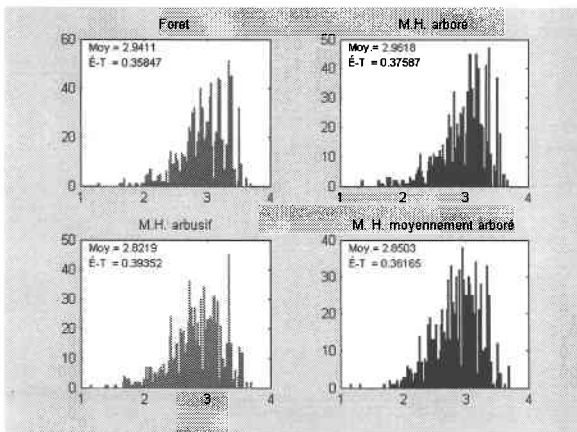 Foret
M.H. arboré
60
40
20
0
Moy.= 2.9411
É-T = 0.35847
1 2 3 4
50
40
30
20
10
0
Moy.= 2.9618
É-T = 0.37587
1 2 3 4
M.H. arbusif
M. H. moyennement arboré
50
40
30
20
10
0
Moy.= 2.8219
É-T = 0.39352
1 2 3 4
40
30
20
10
0
Moy.= 2.8503
É-T = 0.36165
1 2 3 4